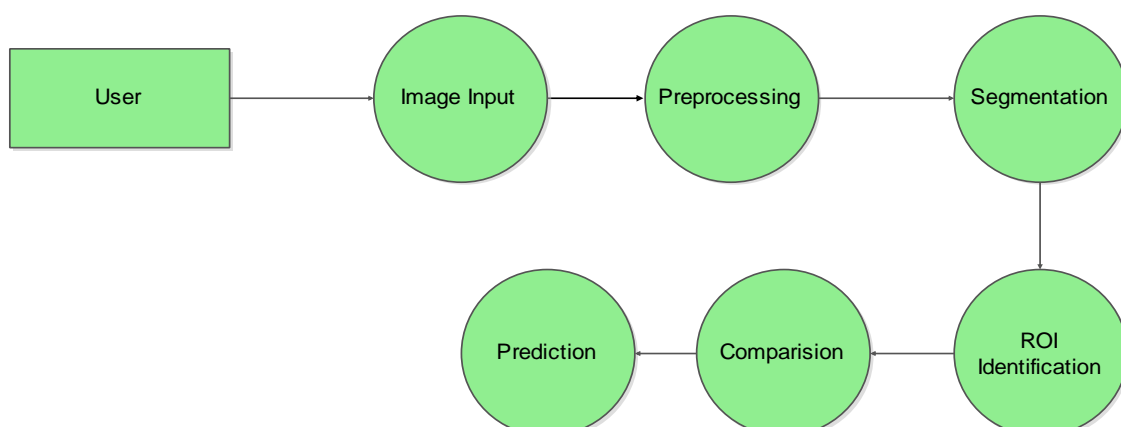 User
Image Input
Preprocessing
Segmentation
ROI
Identification
Comparision
Prediction